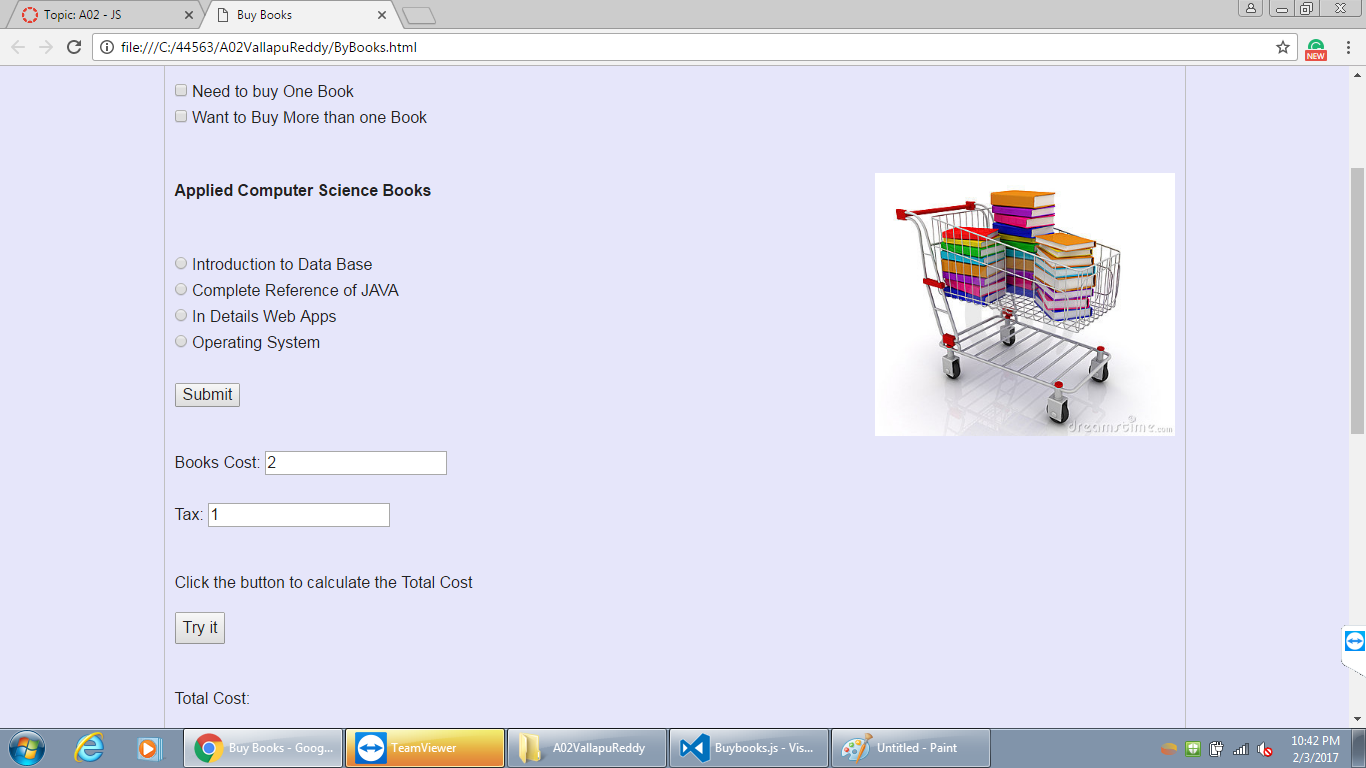 Topic: A02 - JS
Buy Books
file:///C:/44563/A02VallapuReddy/ByBooks.html
NEW
Need to buy One Book
Want to Buy More than one Book
Applied Computer Science Books
Introduction to Data Base
Complete Reference of JAVA
In Details Web Apps
Operating System
dreamstime.com
Submit
Books Cost: 2
Tax: 1
Click the button to calculate the Total Cost
Try it
Total Cost:
Buy Books - Goog...
TeamViewer
A02VallapuReddy
Buybooks.js - Vis...
Untitled - Paint
10:42 PM
2/3/2017